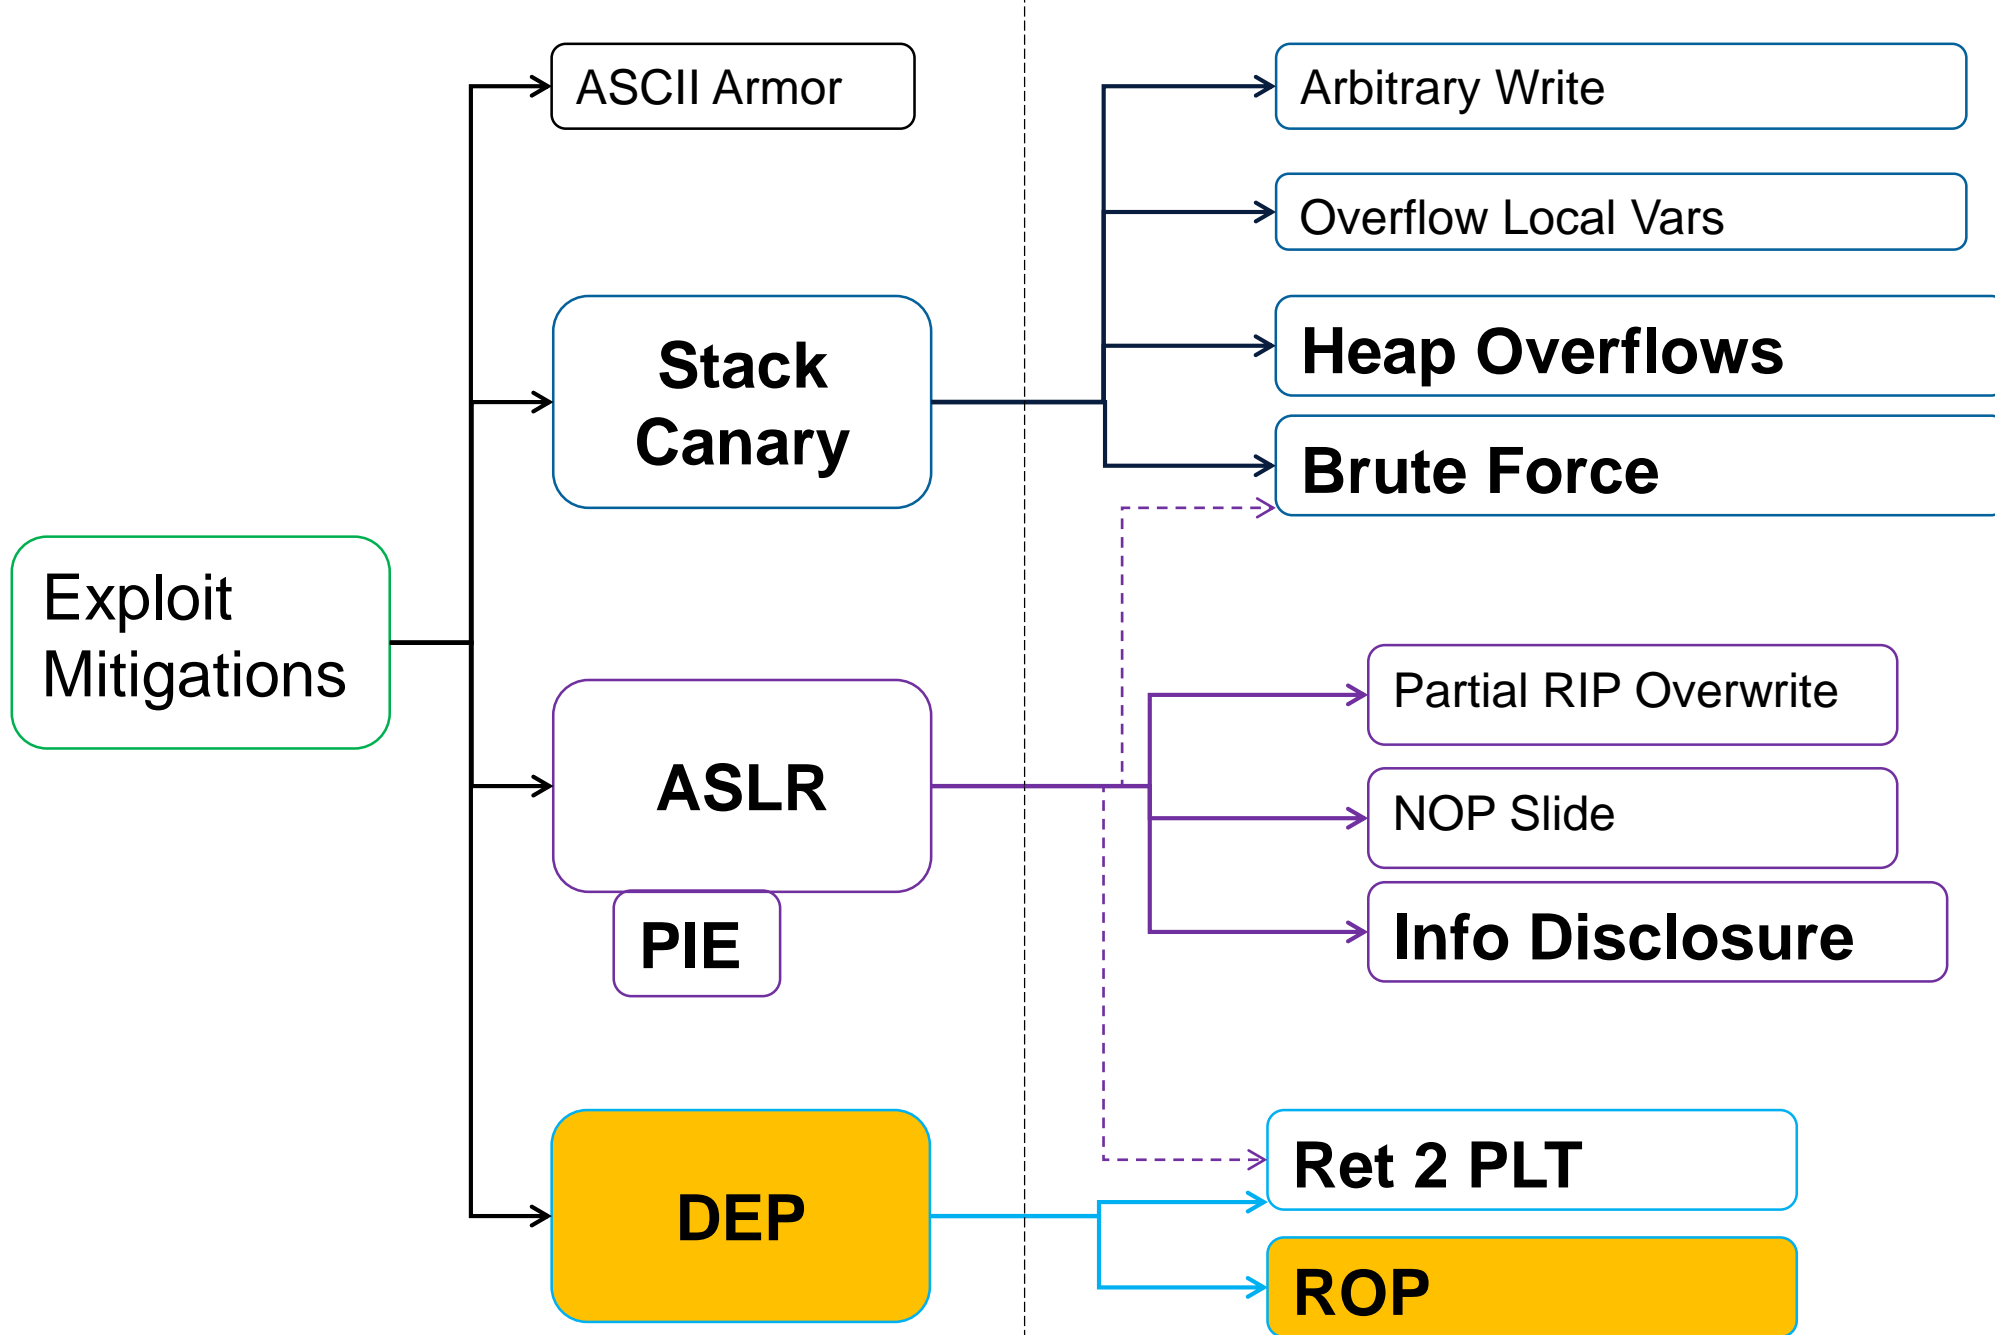 ASCII Armor
Arbitrary Write
Overflow Local Vars
Stack
Canary
Heap Overflows
Brute Force
Exploit
Mitigations
Partial RIP Overwrite
ASLR
NOP Slide
PIE
Info Disclosure
DEP
Ret 2 PLT
ROP